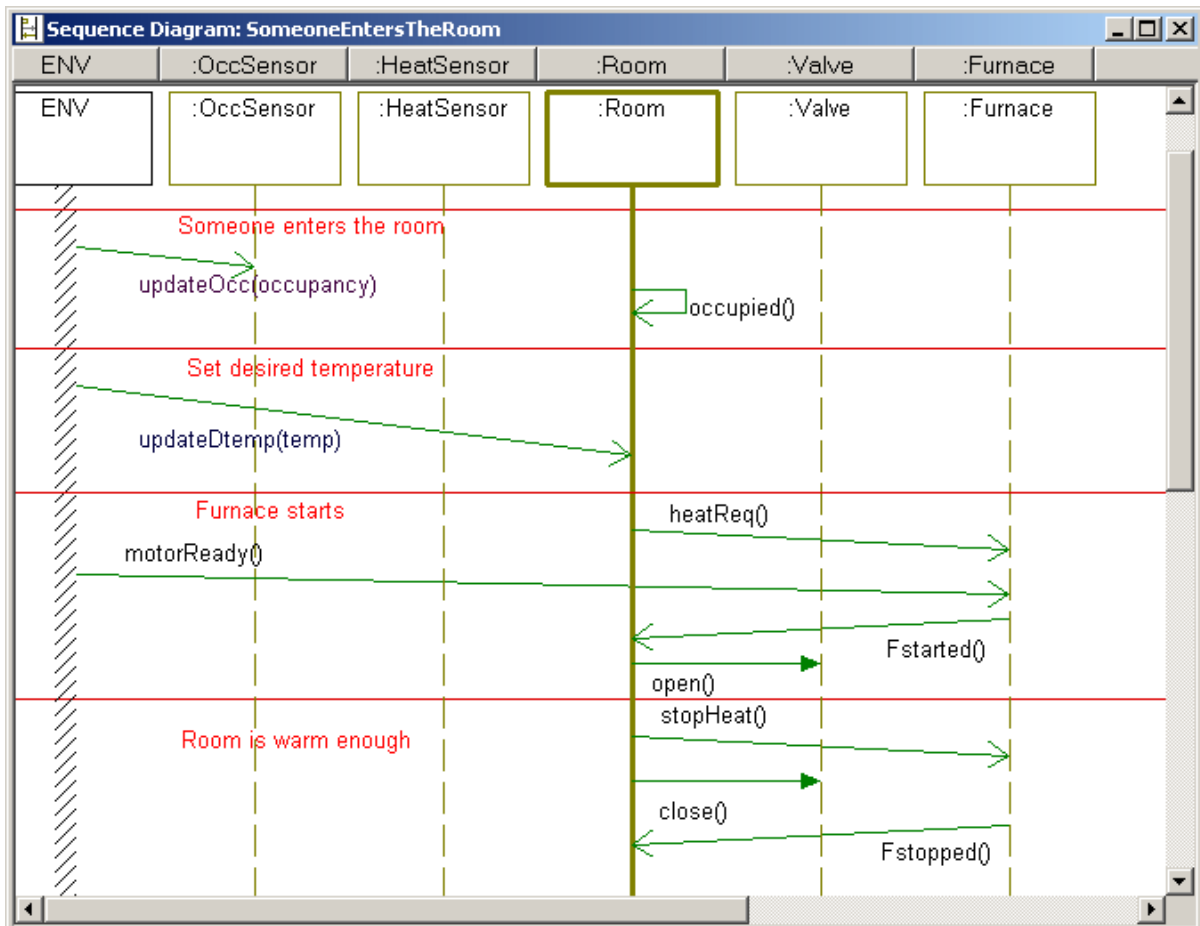 Sequence Diagram: SomeoneEntersTheRoom
ENV :OccSensor :HeatSensor :Room :Valve :Furnace
ENV :OccSensor :HeatSensor :Room :Valve :Furnace
Someone enters the room
updateOcc(occupancy)
occupied()
Set desired temperature
updateDtemp(temp)
Furnace starts
heatReq()
motorReady()
Fstarted()
open()
stopHeat()
Room is warm enough
close()
Fstopped()